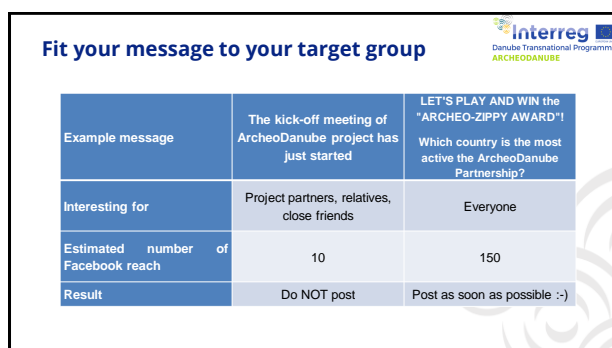 Interreg
Fit your message to your target group
Danube Transnational Programm
ARCHEODANUBE
Example message
The kick-off meeting of
ArcheoDanube project has
just started
LET'S PLAY AND WIN the
"ARCHEO-ZIPPY AWARD"!
Which country is the most
active the ArcheoDanube
Partnership?
Interesting for
Project partners, relatives,
close friends
Everyone
Estimated number of
Facebook reach
10
150
Result
Do NOT post
Post as soon as possible :-)